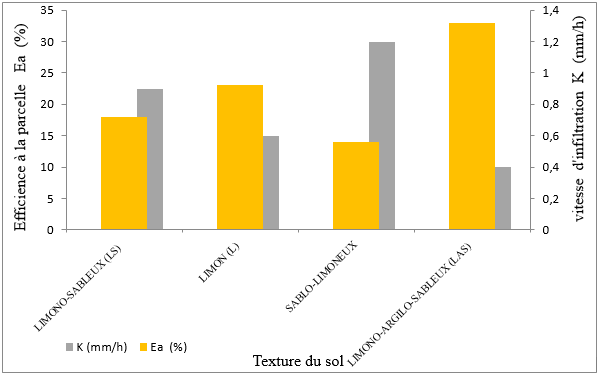 Efficience à la parcelle Ea (%)
35
30
25
20
15
10
5
0
1,4
1,2
1
0,8
0,6
0,4
0,2
0
vitesse d'infiltration K (mm/h)
LIMONO-SABLEUX (LS)
LIMON (L)
SABLO-LIMONEUX
LIMONO-ARGILO-SABLEUX (LAS)
K (mm/h) Ea (%)
Texture du sol